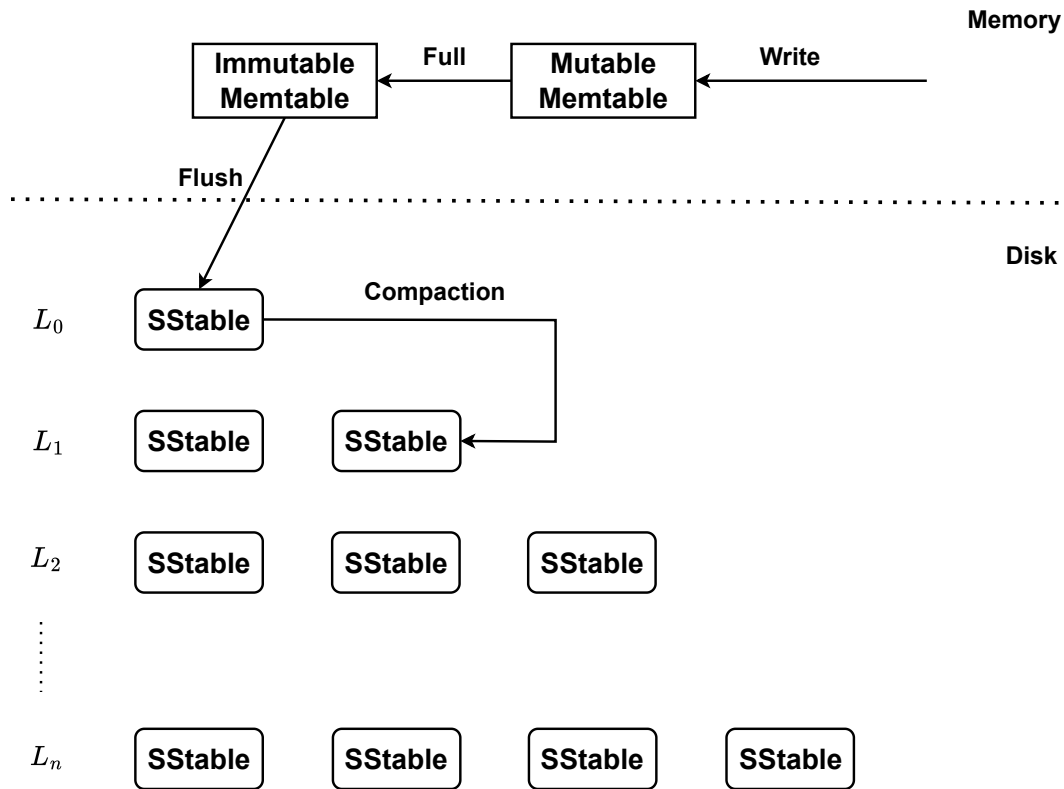 Memory
Immutable
Memtable
Full
Mutable
Memtable
Write
Flush
Disk
Compaction
L₀
SStable
L₁
SStable
SStable
L₂
SStable
SStable
SStable
Lₙ
SStable
SStable
SStable
SStable